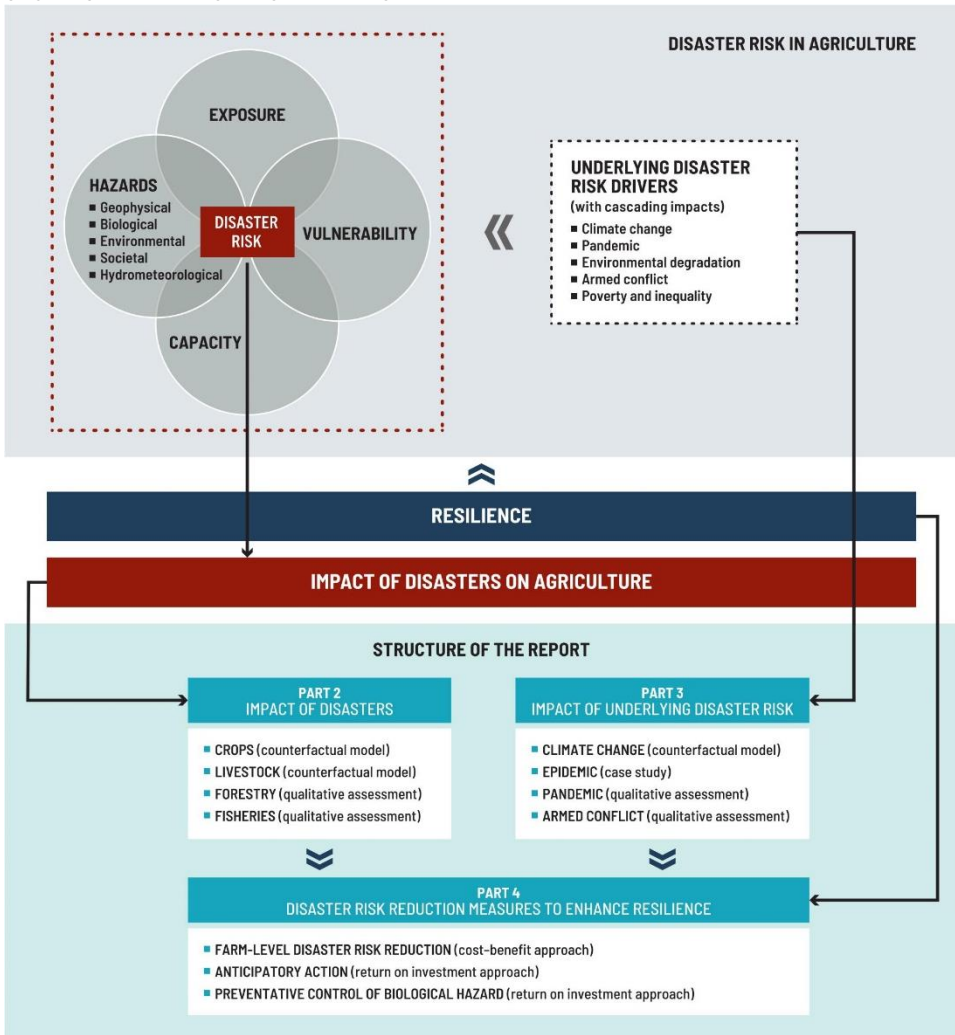 DISASTER RISK IN AGRICULTURE
EXPOSURE
HAZARDS
▪ Geophysical
▪ Biological
▪ Environmental
▪ Societal
▪ Hydrometeorological
DISASTER
RISK
VULNERABILITY
CAPACITY
UNDERLYING DISASTER
RISK DRIVERS
(with cascading impacts)
▪ Climate change
▪ Pandemic
▪ Environmental degradation
▪ Armed conflict
▪ Poverty and inequality
RESILIENCE
IMPACT OF DISASTERS ON AGRICULTURE
STRUCTURE OF THE REPORT
PART 2
IMPACT OF DISASTERS
▪ CROPS (counterfactual model)
▪ LIVESTOCK (counterfactual model)
▪ FORESTRY (qualitative assessment)
▪ FISHERIES (qualitative assessment)
PART 3
IMPACT OF UNDERLYING DISASTER RISK
▪ CLIMATE CHANGE (counterfactual model)
▪ EPIDEMIC (case study)
▪ PANDEMIC (qualitative assessment)
▪ ARMED CONFLICT (qualitative assessment)
PART 4
DISASTER RISK REDUCTION MEASURES TO ENHANCE RESILIENCE
▪ FARM-LEVEL DISASTER RISK REDUCTION (cost–benefit approach)
▪ ANTICIPATORY ACTION (return on investment approach)
▪ PREVENTATIVE CONTROL OF BIOLOGICAL HAZARD (return on investment approach)